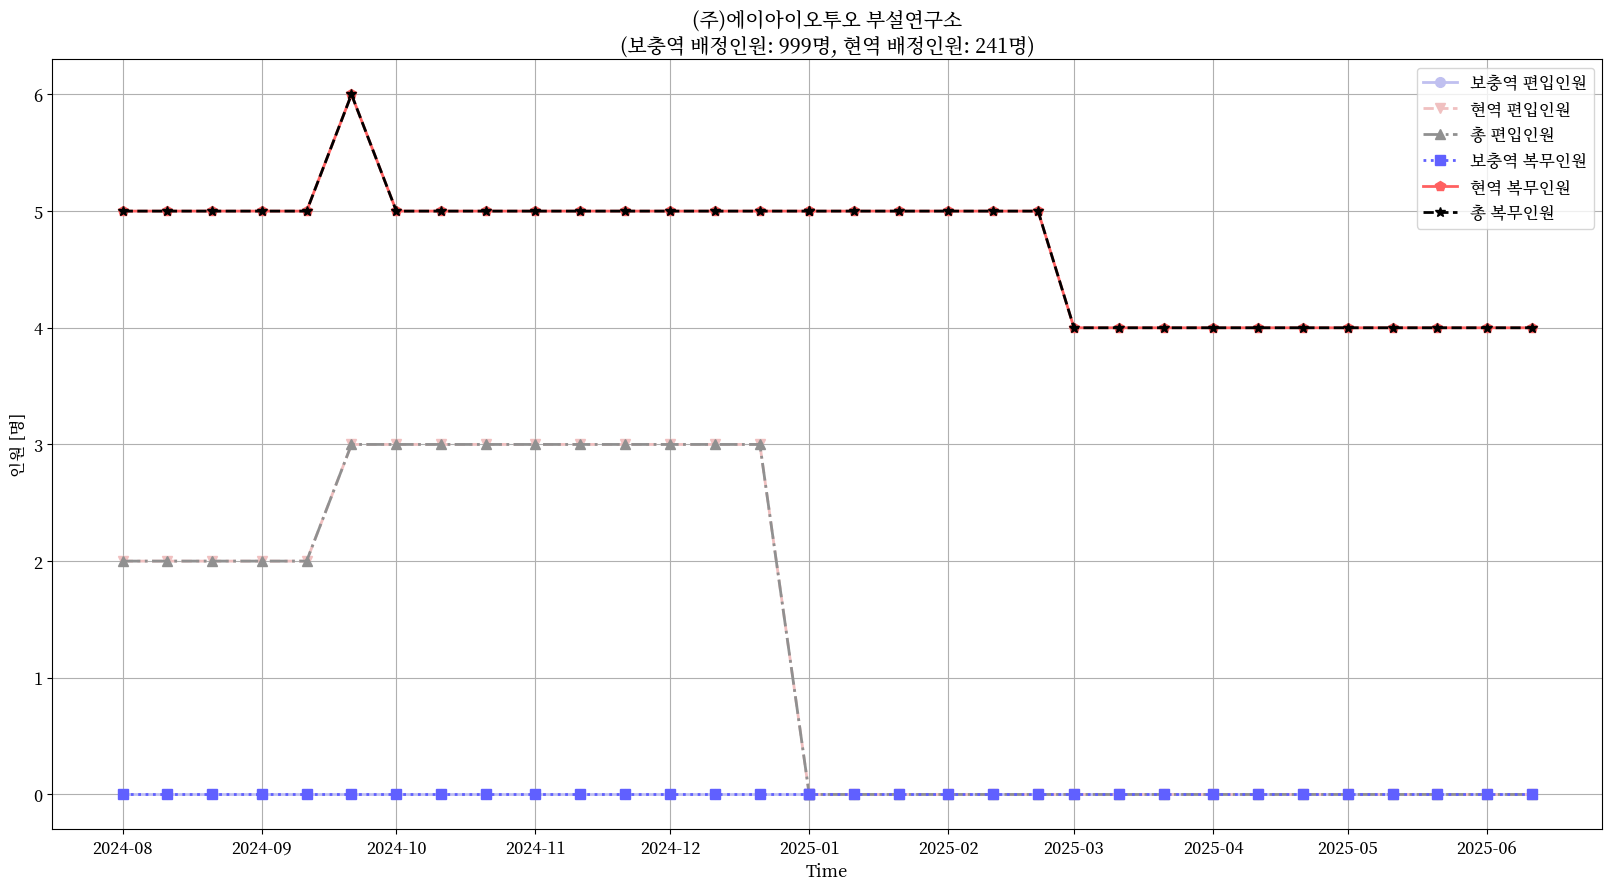 (주)에이아이오투오 부설연구소
(보충역 배정인원: 999명, 현역 배정인원: 241명)
보충역 편입인원
현역 편입인원
총 편입인원
보충역 복무인원
현역 복무인원
총 복무인원
인원 [명]
6
5
4
3
2
1
0
2024-08 2024-09 2024-10 2024-11 2024-12 2025-01 2025-02 2025-03 2025-04 2025-05 2025-06
Time